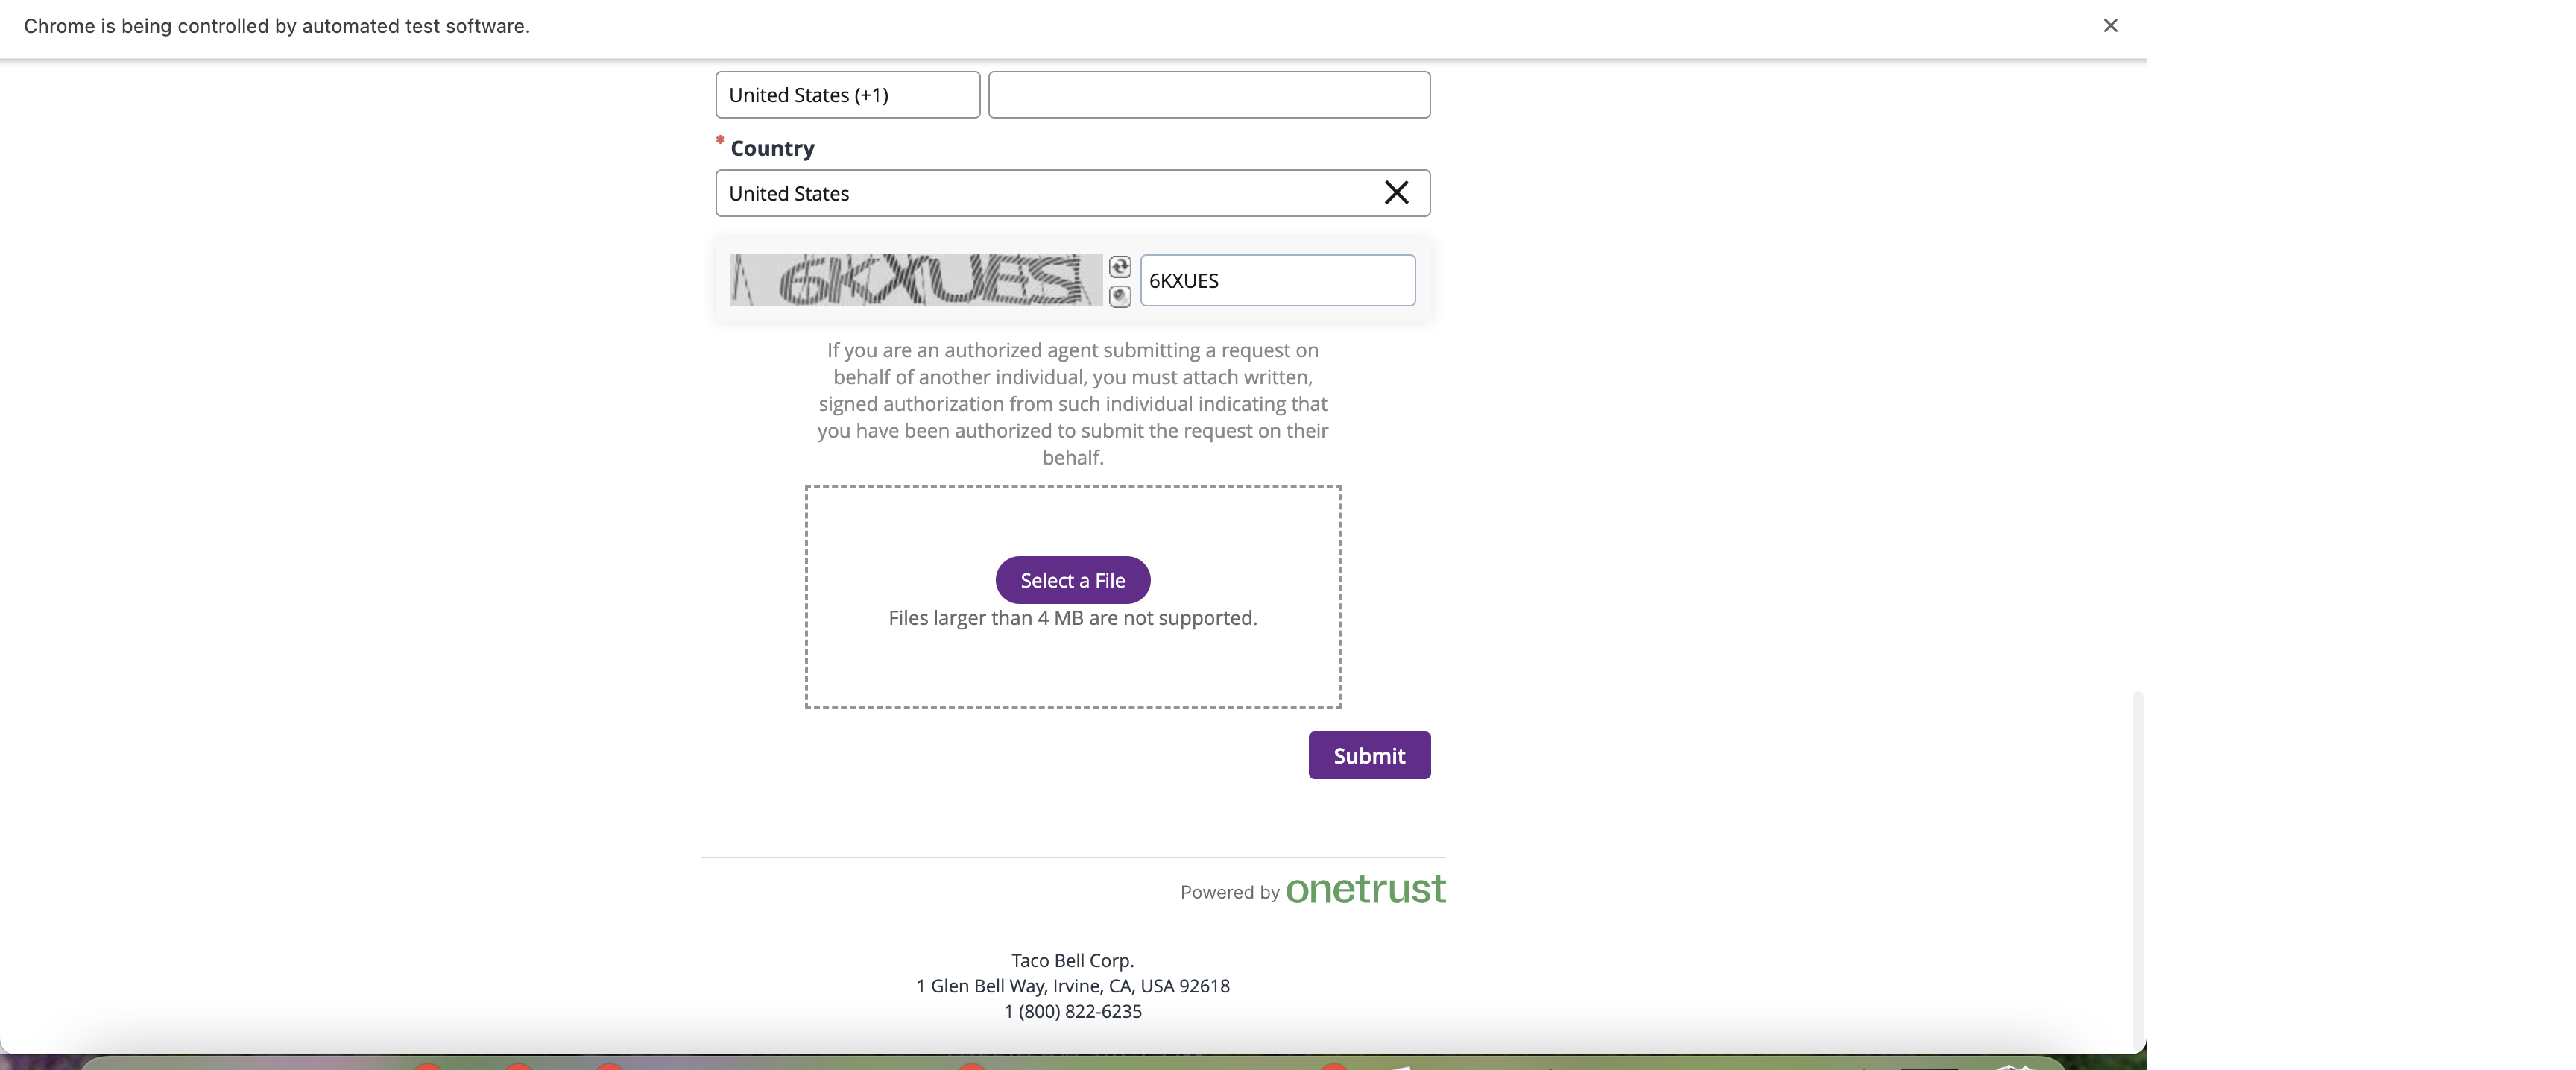 Chrome is being controlled by automated test software.
United States (+1)
* Country
United States
6KXUES
6KXUES
If you are an authorized agent submitting a request on
behalf of another individual, you must attach written,
signed authorization from such individual indicating that
you have been authorized to submit the request on their
behalf.
Select a File
Files larger than 4 MB are not supported.
Submit
Powered by onetrust
Taco Bell Corp.
1 Glen Bell Way, Irvine, CA, USA 92618
1 (800) 822-6235